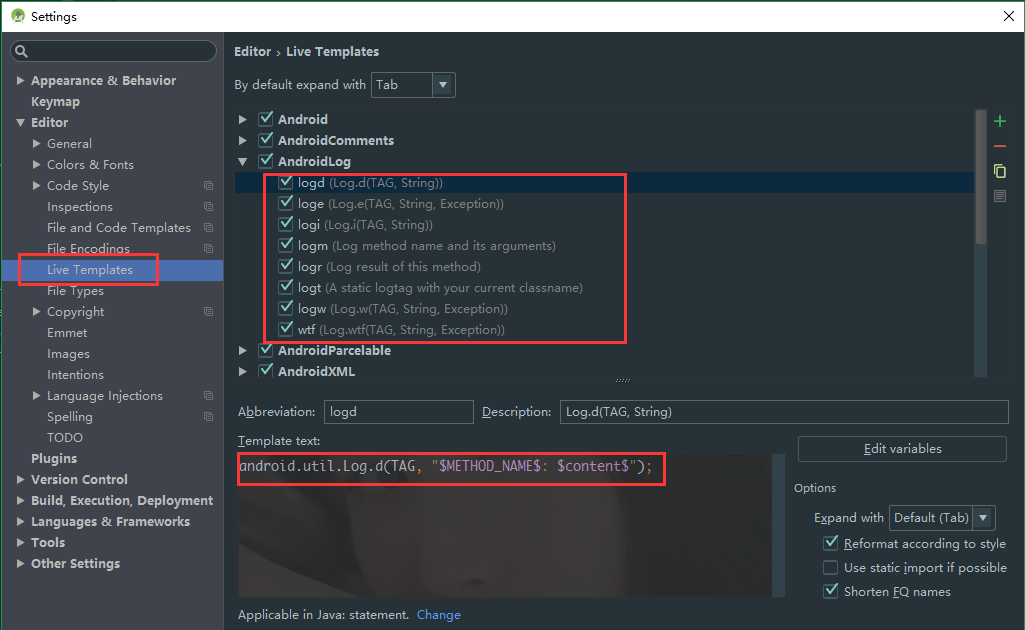 Settings
Appearance & Behavior
Keymap
Editor
General
Colors & Fonts
Code Style
Inspections
File and Code Templates
File Encodings
Live Templates
File Types
Copyright
Emmet
Images
Intentions
Language Injections
Spelling
TODO
Plugins
Version Control
Build, Execution, Deployment
Languages & Frameworks
Tools
Other Settings
Editor › Live Templates
By default expand with Tab
Android
AndroidComments
AndroidLog
logd (Log.d(TAG, String))
loge (Log.e(TAG, String, Exception))
logi (Log.i(TAG, String))
logm (Log method name and its arguments)
logr (Log result of this method)
logt (A static logtag with your current classname)
logw (Log.w(TAG, String, Exception))
wtf (Log.wtf(TAG, String, Exception))
AndroidParcelable
AndroidXML
Abbreviation: logd Description: Log.d(TAG, String)
Template text:
android.util.Log.d(TAG, "$METHOD_NAME$: $content$");
Edit variables
Options
Expand with Default (Tab)
Reformat according to style
Use static import if possible
Shorten FQ names
Applicable in Java: statement. Change